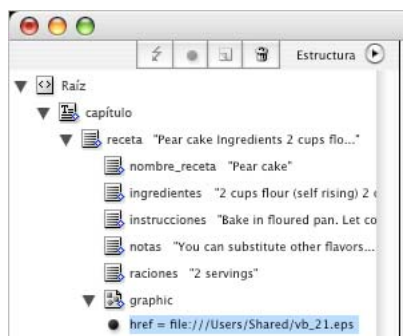 Estructura
Raíz
capítulo
receta "Pear cake Ingredients 2 cups flo..."
nombre_receta "Pear cake"
ingredientes "2 cups flour (self rising) 2
instrucciones "Bake in floured pan. Let co
notas "You can substitute other flavors...
raciones "2 servings"
graphic
href = file:///Users/Shared/vb_21.eps